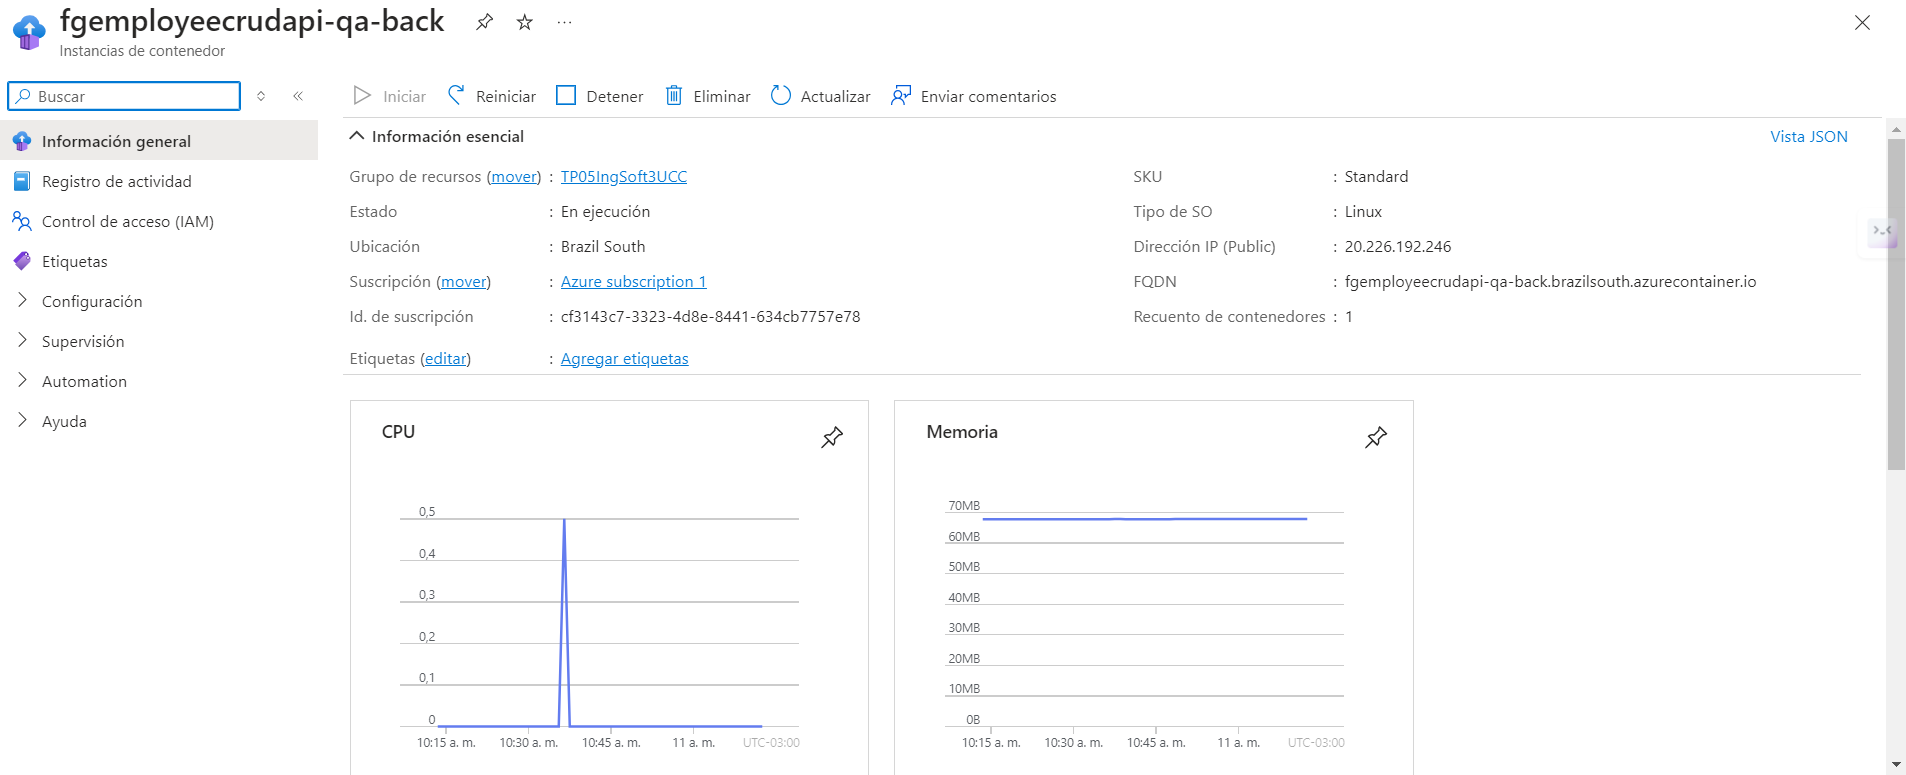 fgemployeecrudapi-qa-back
Instancias de contenedor
Buscar
Información general
Registro de actividad
Control de acceso (IAM)
Etiquetas
Configuración
Supervisión
Automation
Ayuda
Iniciar Reiniciar Detener Eliminar Actualizar Enviar comentarios
Información esencial Vista JSON
Grupo de recursos (mover) : TP05IngSoft3UCC
Estado : En ejecución
Ubicación : Brazil South
Suscripción (mover) : Azure subscription 1
Id. de suscripción : cf3143c7-3323-4d8e-8441-634cb7757e78
Etiquetas (editar) : Agregar etiquetas
SKU : Standard
Tipo de SO : Linux
Dirección IP (Public) : 20.226.192.246
FQDN : fgemployeecrudapi-qa-back.brazilsouth.azurecontainer.io
Recuento de contenedores : 1
CPU
0,5
0,4
0,3
0,2
0,1
0
10:15 a. m. 10:30 a. m. 10:45 a. m. 11 a. m. UTC-03:00
Memoria
70MB
60MB
50MB
40MB
30MB
20MB
10MB
0B
10:15 a. m. 10:30 a. m. 10:45 a. m. 11 a. m. UTC-03:00